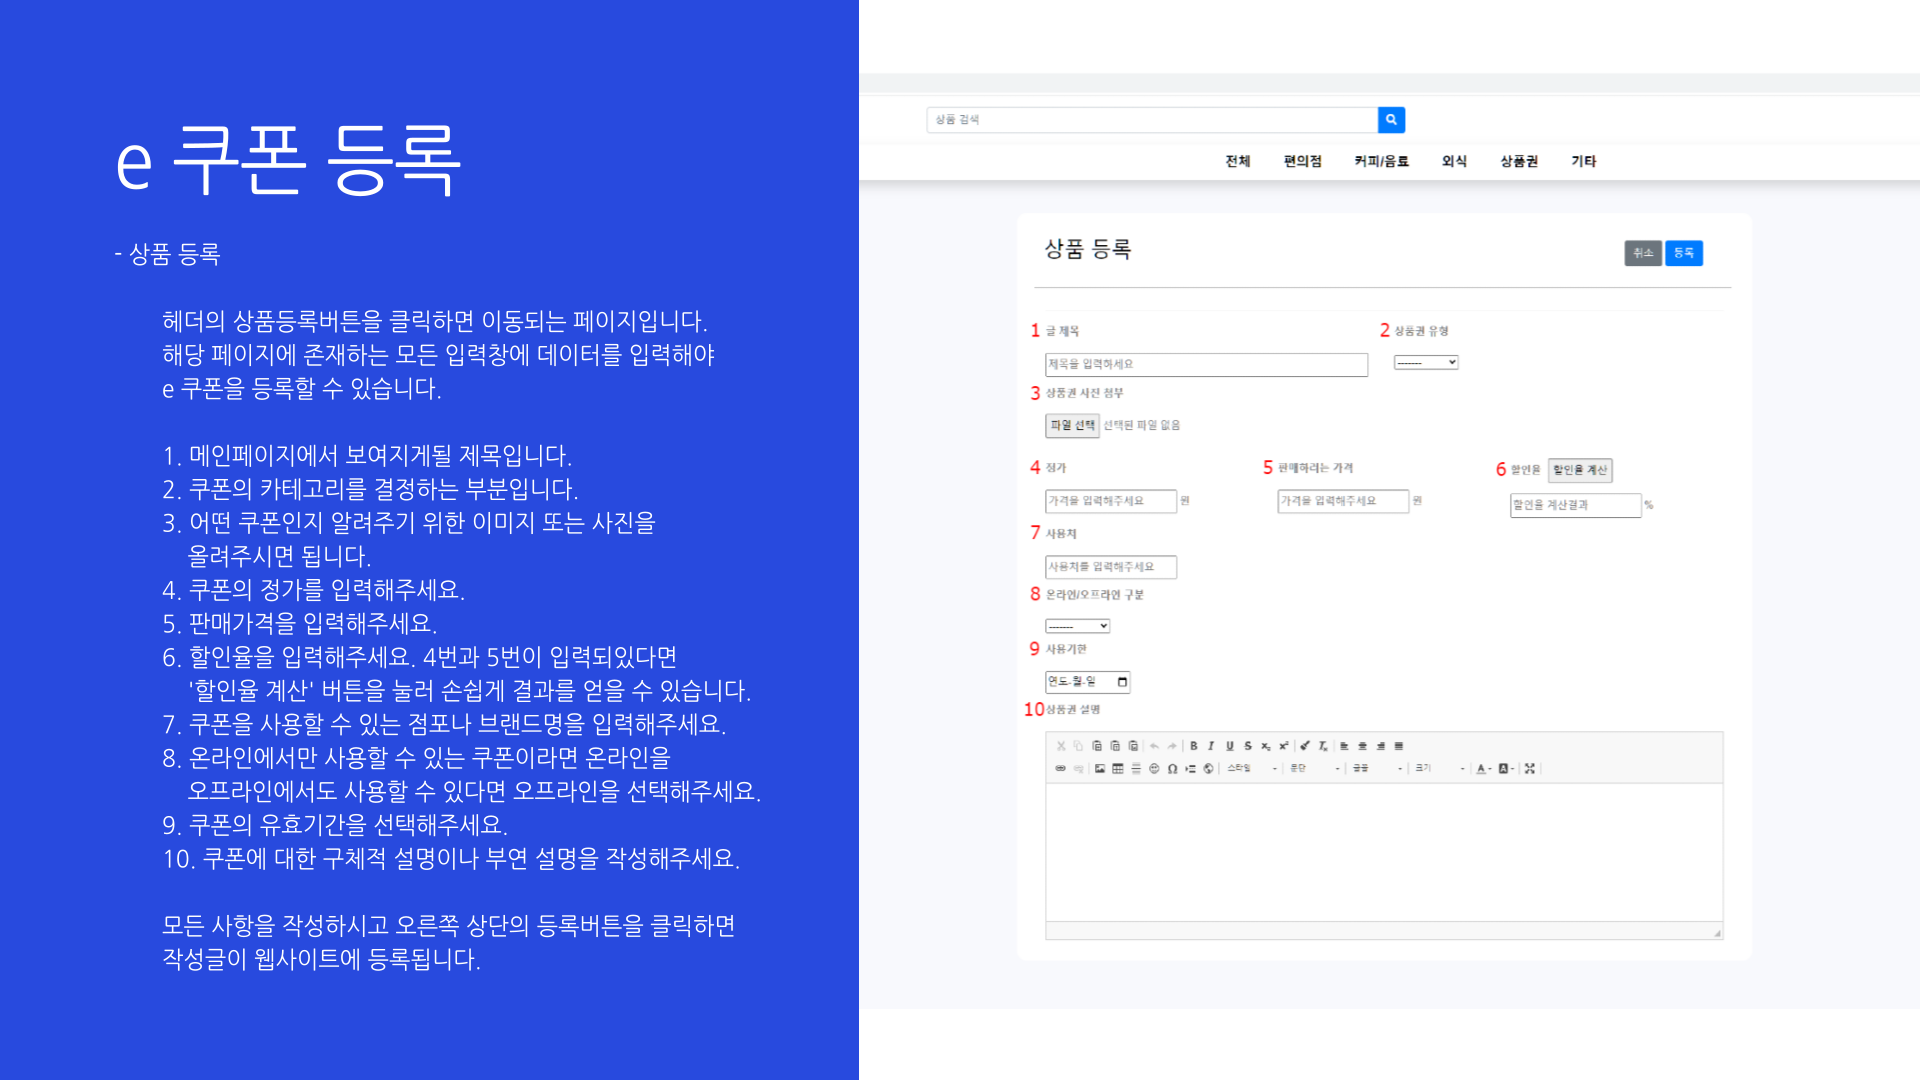 e 쿠폰 등록
- 상품 등록
헤더의 상품등록버튼을 클릭하면 이동되는 페이지입니다.
해당 페이지에 존재하는 모든 입력창에 데이터를 입력해야
e 쿠폰을 등록할 수 있습니다.
1. 메인페이지에서 보여지게될 제목입니다.
2. 쿠폰의 카테고리를 결정하는 부분입니다.
3. 어떤 쿠폰인지 알려주기 위한 이미지 또는 사진을
올려주시면 됩니다.
4. 쿠폰의 정가를 입력해주세요.
5. 판매가격을 입력해주세요.
6. 할인율을 입력해주세요. 4번과 5번이 입력되있다면
'할인율 계산' 버튼을 눌러 손쉽게 결과를 얻을 수 있습니다.
7. 쿠폰을 사용할 수 있는 점포나 브랜드명을 입력해주세요.
8. 온라인에서만 사용할 수 있는 쿠폰이라면 온라인을
오프라인에서도 사용할 수 있다면 오프라인을 선택해주세요.
9. 쿠폰의 유효기간을 선택해주세요.
10. 쿠폰에 대한 구체적 설명이나 부연 설명을 작성해주세요.
모든 사항을 작성하시고 오른쪽 상단의 등록버튼을 클릭하면
작성글이 웹사이트에 등록됩니다.
상품 검색
전체 편의점 커피/음료 외식 상품권 기타
상품 등록 취소 등록
1 글 제목 2 상품권 유형
제목을 입력하세요 -------
3 상품권 사진 첨부
파일 선택 선택된 파일 없음
4 정가 5 판매하려는 가격 6 할인율 할인율 계산
가격을 입력해주세요 원 가격을 입력해주세요 원 할인율 계산결과 %
7 사용처
사용처를 입력해주세요
8 온라인/오프라인 구분
-------
9 사용기한
연도-월-일
10 상품권 설명
B I U S x₂ x² Tx
Ω 스타일 문단 글꼴 크기 A A